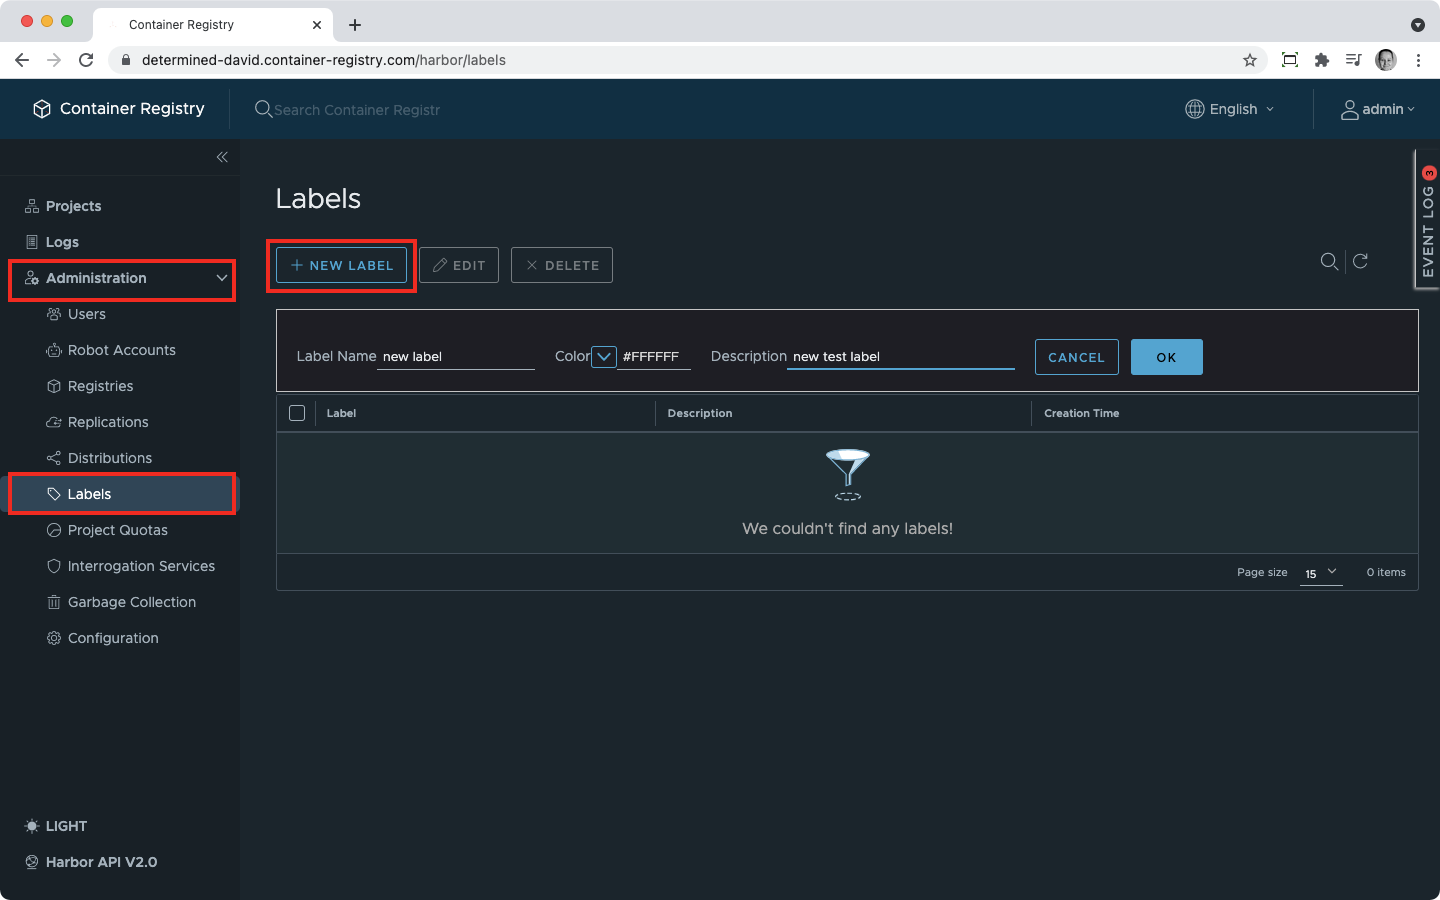 Container Registry
determined-david.container-registry.com/harbor/labels
Container Registry
Search Container Registr
English
admin
EVENT LOG 3
Projects
Logs
Administration
Users
Robot Accounts
Registries
Replications
Distributions
Labels
Project Quotas
Interrogation Services
Garbage Collection
Configuration
LIGHT
Harbor API V2.0
Labels
NEW LABEL EDIT DELETE
Label Name new label Color #FFFFFF Description new test label CANCEL OK
Label Description Creation Time
We couldn't find any labels!
Page size 15 0 items